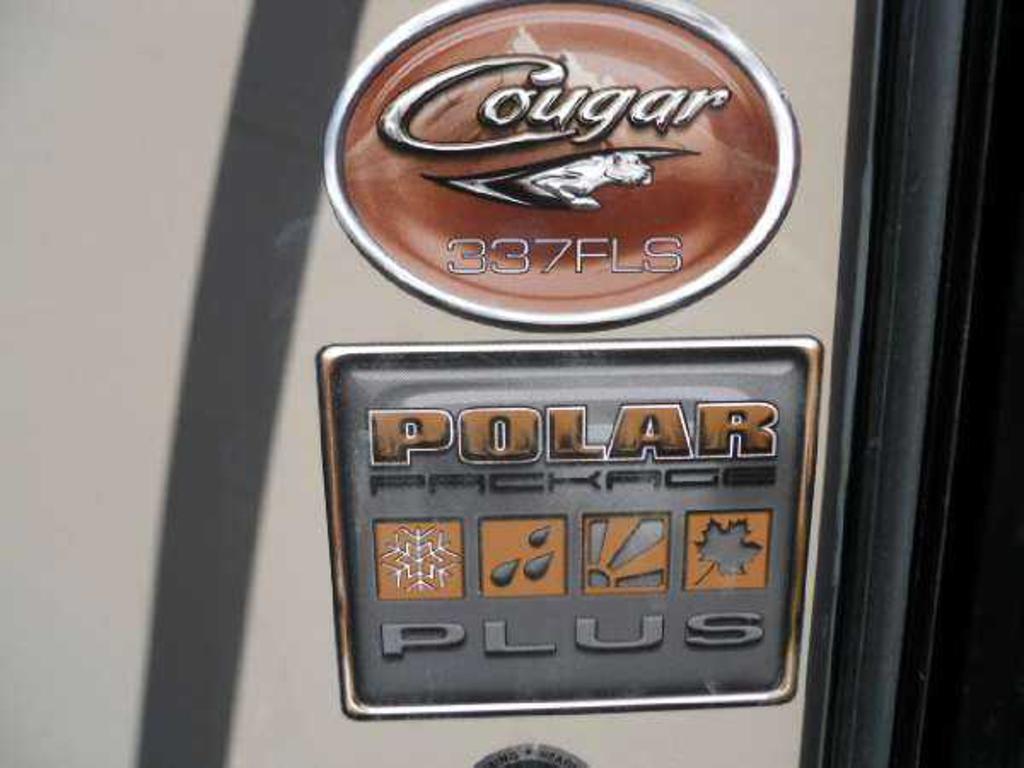 Cougar
337FLS
POLAR
PACKAGE
PLUS